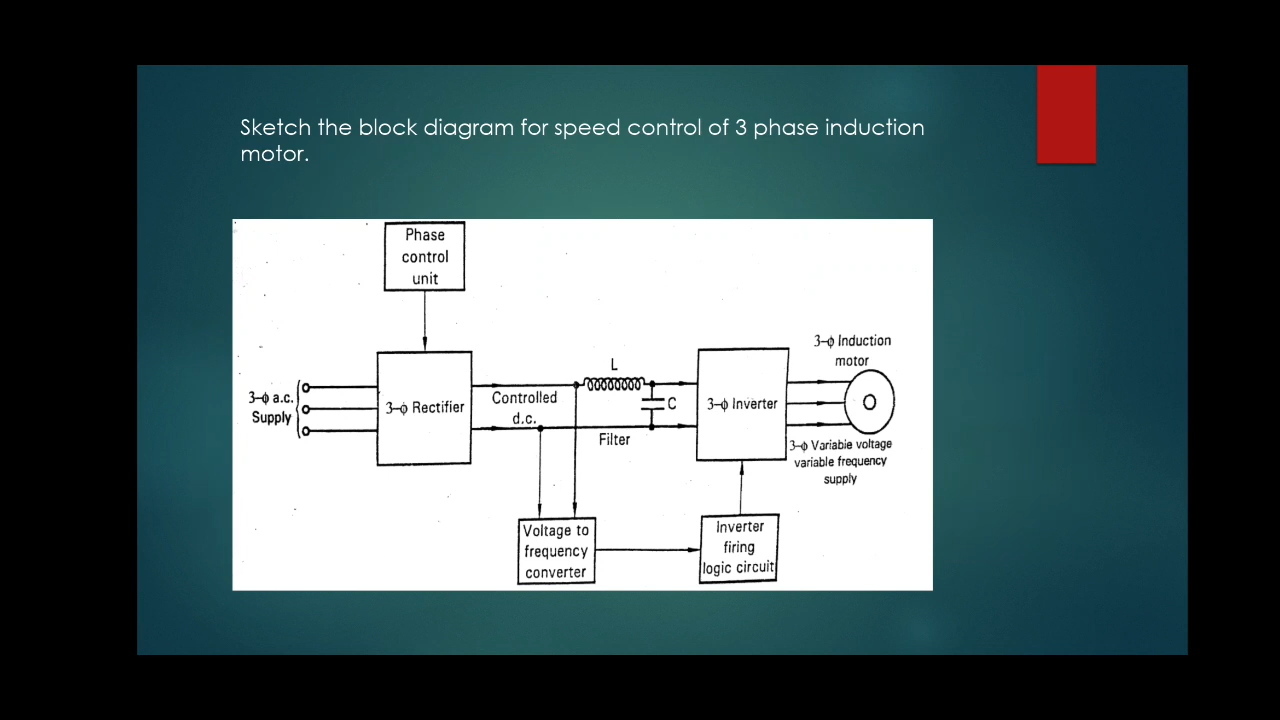 Sketch the block diagram for speed control of 3 phase induction
motor.
Phase
control
unit
3-ϕ a.c.
Supply
3-ϕ Rectifier
Controlled
d.c.
L
C
Filter
3-ϕ Inverter
3-ϕ Induction
motor
3-ϕ Variable voltage
variable frequency
supply
Voltage to
frequency
converter
Inverter
firing
logic circuit